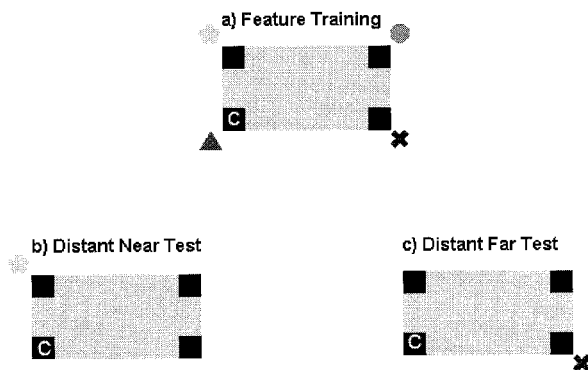 a) Feature Training
C
b) Distant Near Test
C
c) Distant Far Test
C